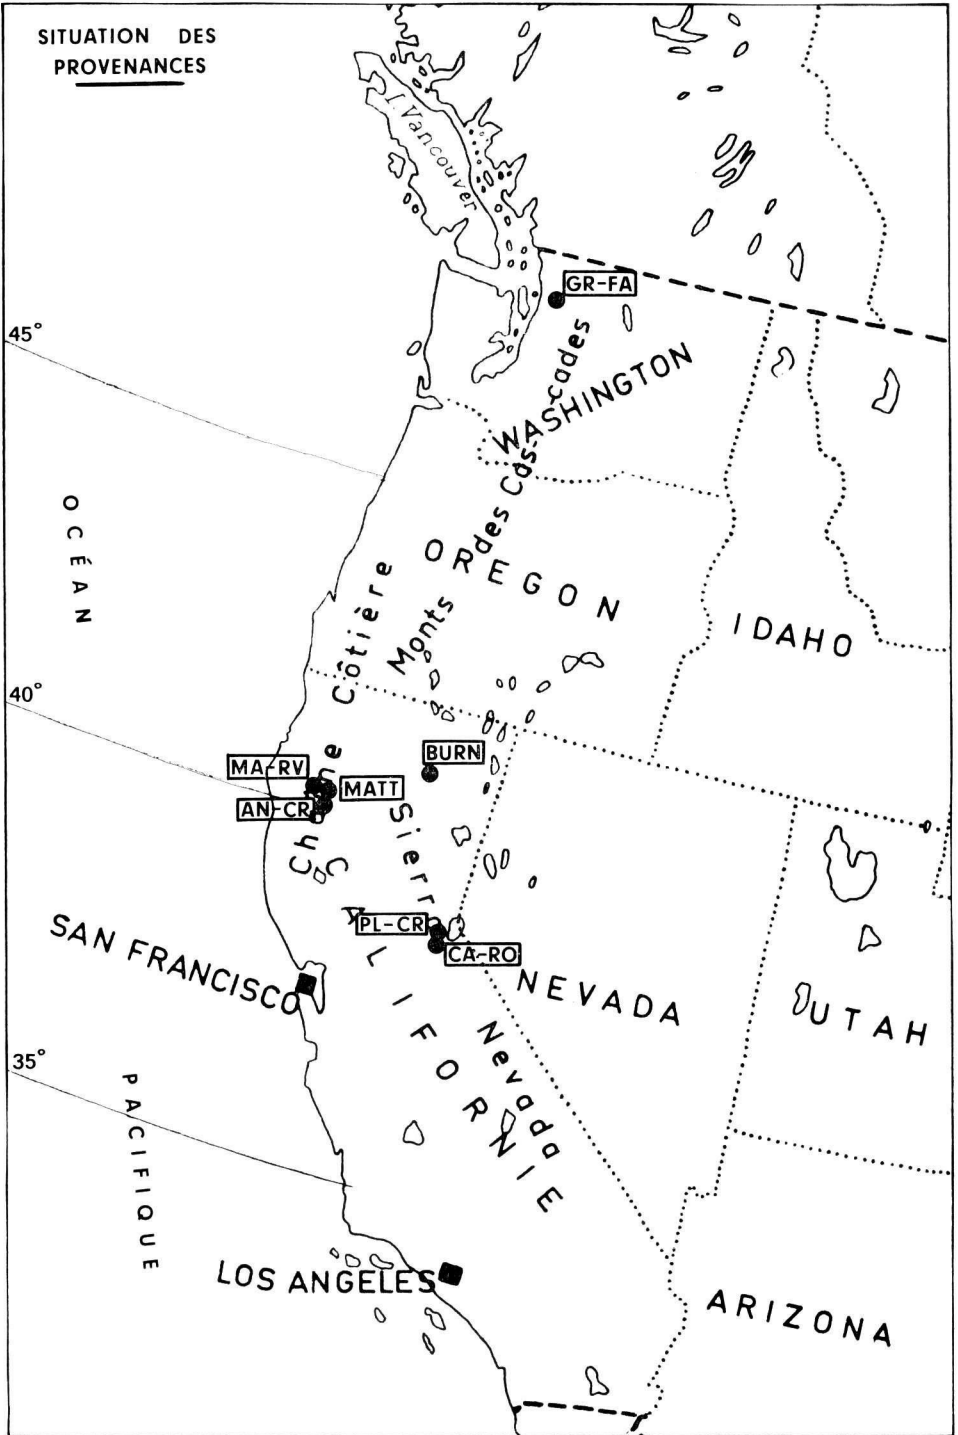 SITUATION DES
PROVENANCES
I. Vancouver
GR-FA
45°
WASHINGTON
Monts des Cas-cades
OCÉAN
OREGON
IDAHO
Chaîne Côtière
40°
MA-RV
BURN
MATT
AN-CR
Sierra Nevada
PL-CR
CA-RO
SAN FRANCISCO
CALIFORNIE
NEVADA
UTAH
35°
PACIFIQUE
LOS ANGELES
ARIZONA